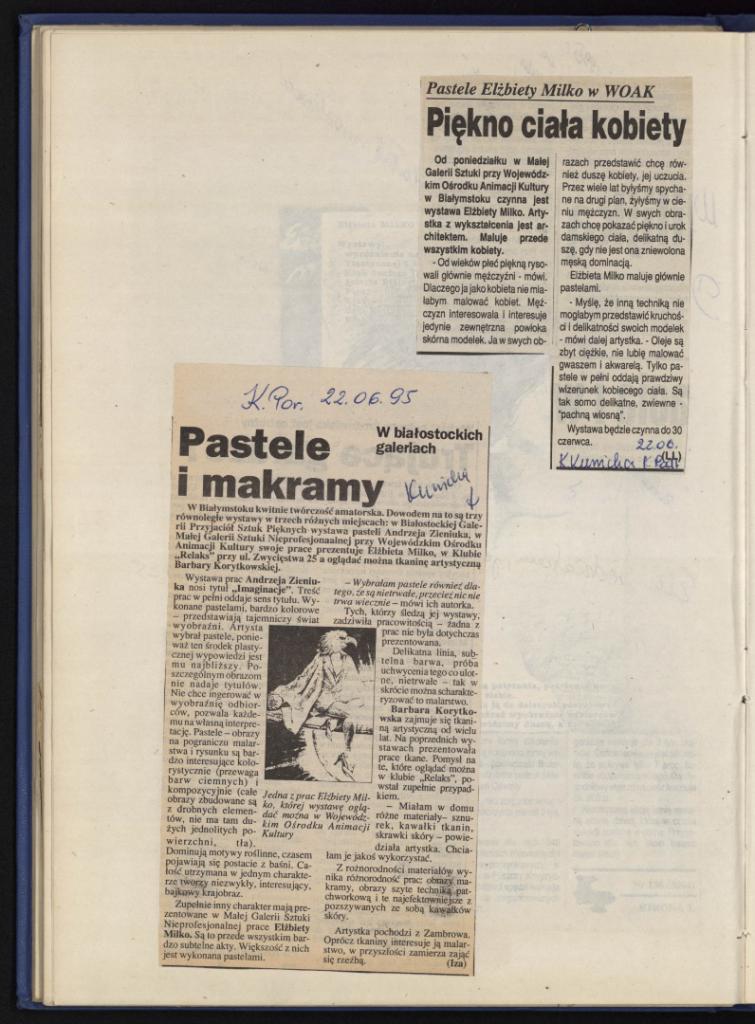 Pastele Elżbiety Milko w WOAK
Piękno ciała kobiety
Od poniedziałku w Małej
Galerii Sztuki przy Wojewódz-
kim Ośrodku Animacji Kultury
w Białymstoku czynna jest
wystawa Elżbiety Milko. Arty-
stka z wykształcenia jest ar-
chitektem. Maluje przede
wszystkim kobiety.
- Od wieków płeć piękną ryso-
wali głównie mężczyźni - mówi.
Dlaczego ja jako kobieta nie mia-
łabym malować kobiet. Męż-
czyzn interesowała i interesuje
jedynie zewnętrzna powłoka
skórna modelek. Ja w swych ob-
razach przedstawić chcę rów-
nież duszę kobiety, jej uczucia.
Przez wiele lat byłyśmy spycha-
ne na drugi plan, żyłyśmy w cie-
niu mężczyzn. W swych obra-
zach chcę pokazać piękno i urok
damskiego ciała, delikatną du-
szę, gdy nie jest ona zniewolona
męską dominacją.
Elżbieta Milko maluje głównie
pastelami.
- Myślę, że inną techniką nie
mogłabym przedstawić kruchoś-
ci i delikatności swoich modelek
- mówi dalej artystka. - Oleje są
zbyt ciężkie, nie lubię malować
gwaszem i akwarelą. Tylko pa-
stele w pełni oddają prawdziwy
wizerunek kobiecego ciała. Są
tak samo delikatne, zwiewne -
"pachną wiosną".
Wystawa będzie czynna do 30
czerwca.
22.06.
(LL)
K. Por. 22.06.95
Pastele
i makramy
W białostockich
galeriach
W Białymstoku kwitnie twórczość amatorska. Dowodem na to są trzy
równoległe wystawy w trzech różnych miejscach: w Białostockiej Gale-
rii Przyjaciół Sztuk Pięknych wystawa pasteli Andrzeja Zieniuka, w
Małej Galerii Sztuki Nieprofesjonaalnej przy Wojewódzkim Ośrodku
Animacji Kultury swoje prace prezentuje Elżbieta Milko, w Klubie
„Relaks” przy ul. Zwycięstwa 25 a oglądać można tkaninę artystyczną
Barbary Korytkowskiej.
Wystawa prac Andrzeja Zieniu-
ka nosi tytuł „Imaginacje”. Treść
prac w pełni oddaje sens tytułu. Wy-
konane pastelami, bardzo kolorowe
– przedstawiają tajemniczy świat
wyobraźni. Artysta
wybrał pastele, ponie-
waż ten środek plasty-
cznej wypowiedzi jest
mu najbliższy. Po-
szczególnym obrazom
nie nadaje tytułów.
Nie chce ingerować w
wyobraźnię odbior-
ców, pozwala każde-
mu na własną interpre-
tację. Pastele – obrazy
na pograniczu malar-
stwa i rysunku są bar-
dzo interesujące kolo-
rystycznie (przewaga
barw ciemnych) i
kompozycyjnie (całe
obrazy zbudowane są
z drobnych elemen-
tów, nie ma tam du-
żych jednolitych po-
wierzchni, tła).
Dominują motywy roślinne, czasem
pojawiają się postacie z baśni. Ca-
łość utrzymana w jednym charakte-
rze tworzy niezwykły, interesujący,
bajkowy krajobraz.
Zupełnie inny charakter mają pre-
zentowane w Małej Galerii Sztuki
Nieprofesjonalnej prace Elżbiety
Milko. Są to przede wszystkim bar-
dzo subtelne akty. Większość z nich
jest wykonana pastelami.
Jedna z prac Elżbiety Mil-
ko, której wystawę oglą-
dać można w Wojewódz-
kim Ośrodku Animacji
Kultury
– Wybrałam pastele również dla-
tego, że są nietrwałe, przecież nic nie
trwa wiecznie – mówi ich autorka.
Tych, którzy śledzą jej wystawy,
zadziwiła pracowitością – żadna z
prac nie była dotychczas
prezentowana.
Delikatna linia, sub-
telna barwa, próba
uchwycenia tego co ulot-
ne, nietrwałe – tak w
skrócie można scharakte-
ryzować to malarstwo.
Barbara Korytko-
wska zajmuje się tkani-
ną artystyczną od wielu
lat. Na poprzednich wy-
stawach prezentowała
prace tkane. Pomysł na
te, które oglądać można
w klubie „Relaks”, po-
wstał zupełnie przypad-
kiem.
– Miałam w domu
różne materiały– sznu-
rek, kawałki tkanin,
skrawki skóry – powie-
działa artystka. Chcia-
łam je jakoś wykorzystać.
Z różnorodności materiałów wy-
nika różnorodność prac: obrazy ma-
kramy, obrazy szyte techniką pat-
chworkową i te najefektowniejsze z
pozszywanych ze sobą kawałków
skóry.
Artystka pochodzi z Zambrowa.
Oprócz tkaniny interesuje ją malar-
stwo, w przyszłości zamierza zająć
się rzeźbą.
(Iza)